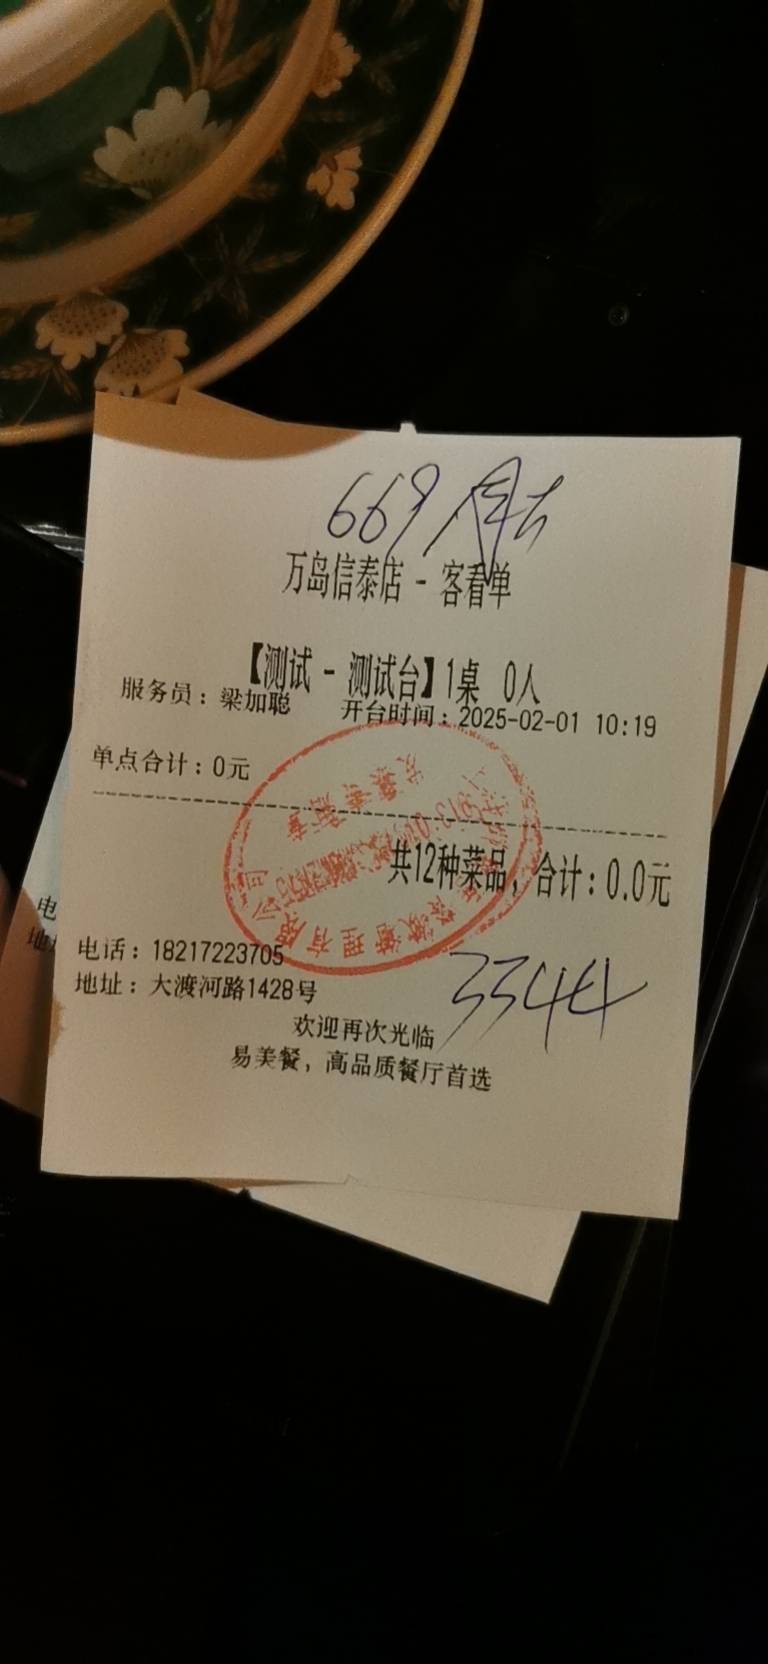 669
万岛信泰店 - 客看单
【测试 - 测试台】1桌 0人
服务员：梁加聪 开台时间：2025-02-01 10:19
单点合计：0元
共12种菜品，合计：0.0元
电话：18217223705
地址：大渡河路1428号
3344
欢迎再次光临
易美餐，高品质餐厅首选
电
地